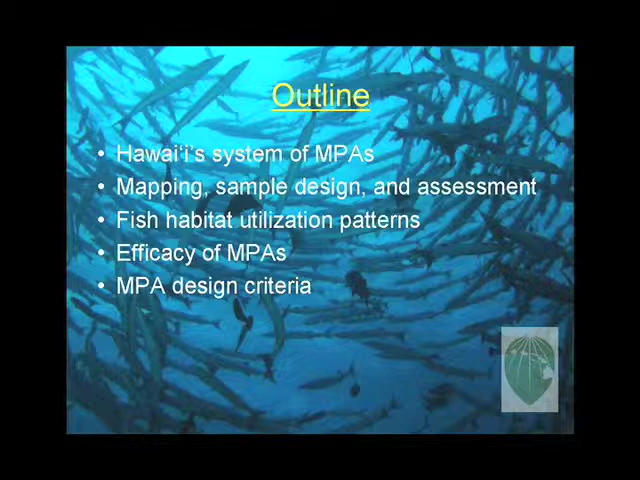 Outline
• Hawai‘i’s system of MPAs
• Mapping, sample design, and assessment
• Fish habitat utilization patterns
• Efficacy of MPAs
• MPA design criteria